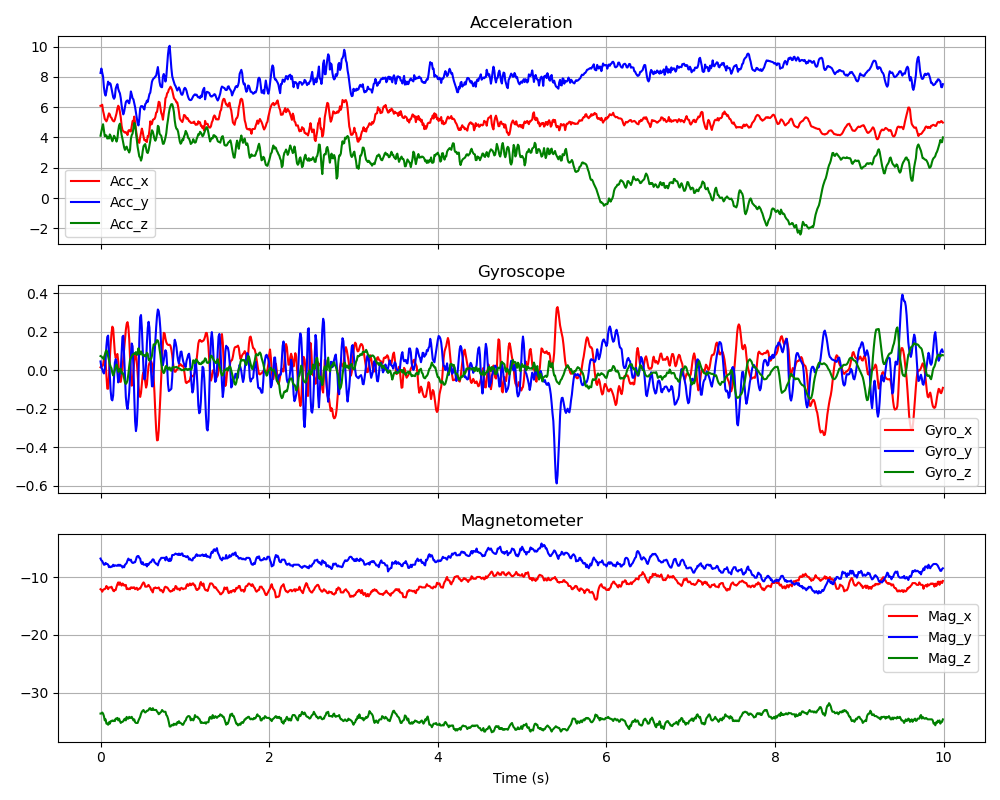 Acceleration
10
8
6
4
2
0
−2
Acc_x
Acc_y
Acc_z
Gyroscope
0.4
0.2
0.0
−0.2
−0.4
−0.6
Gyro_x
Gyro_y
Gyro_z
Magnetometer
−10
−20
−30
Mag_x
Mag_y
Mag_z
0 2 4 6 8 10
Time (s)